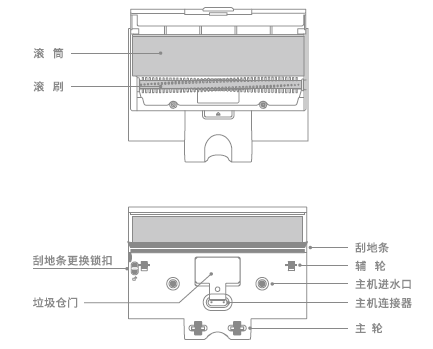 滚 筒
滚 刷
刮地条
刮地条更换锁扣
辅 轮
主机进水口
垃圾仓门
主机连接器
主 轮